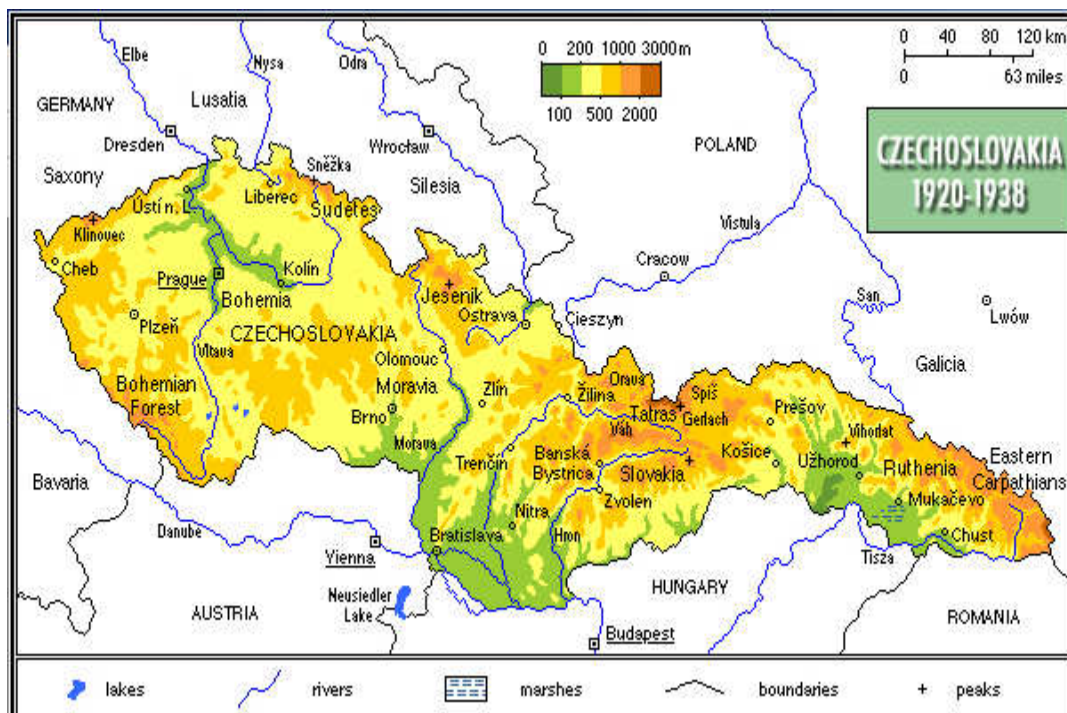 0 200 1000 3000 m
100 500 2000
0 40 80 120 km
0 63 miles
CZECHOSLOVAKIA
1920-1938
Elbe
Nysa
Odra
GERMANY
Lusatia
Dresden
Wrocław
POLAND
Saxony
Sněžka
Silesia
Liberec
Ústí n. L.
Sudetes
Klinovec
Vistula
Cheb
Prague
Kolín
Cracow
Jeseník
San
Bohemia
Ostrava
Cieszyn
Lwów
Plzeň
CZECHOSLOVAKIA
Vltava
Olomouc
Galicia
Bohemian
Forest
Moravia
Zlín
Žilina
Orava
Spiš
Tatras
Gerlach
Prešov
Brno
Váh
Vihorlat
Morava
Trenčín
Banská
Bystrica
Slovakia
Košice
Užhorod
Ruthenia
Eastern
Carpathians
Bavaria
Zvolen
Mukačevo
Nitra
Danube
Bratislava
Hron
Chust
Vienna
Tisza
Neusiedler
Lake
HUNGARY
AUSTRIA
ROMANIA
Budapest
lakes rivers marshes boundaries peaks